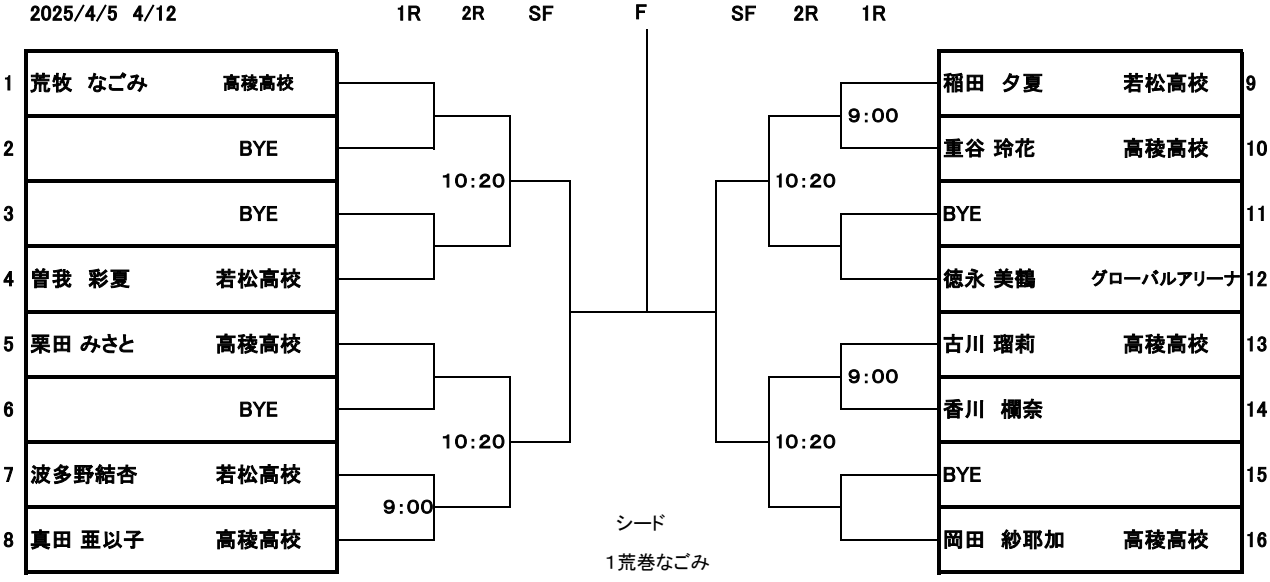 2025/4/5 4/12 1R 2R SF F SF 2R 1R
1 荒牧 なごみ 高稜高校
2 BYE
3 BYE
4 曽我 彩夏 若松高校
5 栗田 みさと 高稜高校
6 BYE
7 波多野結杏 若松高校
8 真田 亜以子 高稜高校
10:20
10:20
9:00
シード
1荒巻なごみ
9:00
10:20
9:00
10:20
稲田 夕夏 若松高校 9
重谷 玲花 高稜高校 10
BYE 11
徳永 美鶴 グローバルアリーナ 12
古川 瑠莉 高稜高校 13
香川 欄奈 14
BYE 15
岡田 紗耶加 高稜高校 16